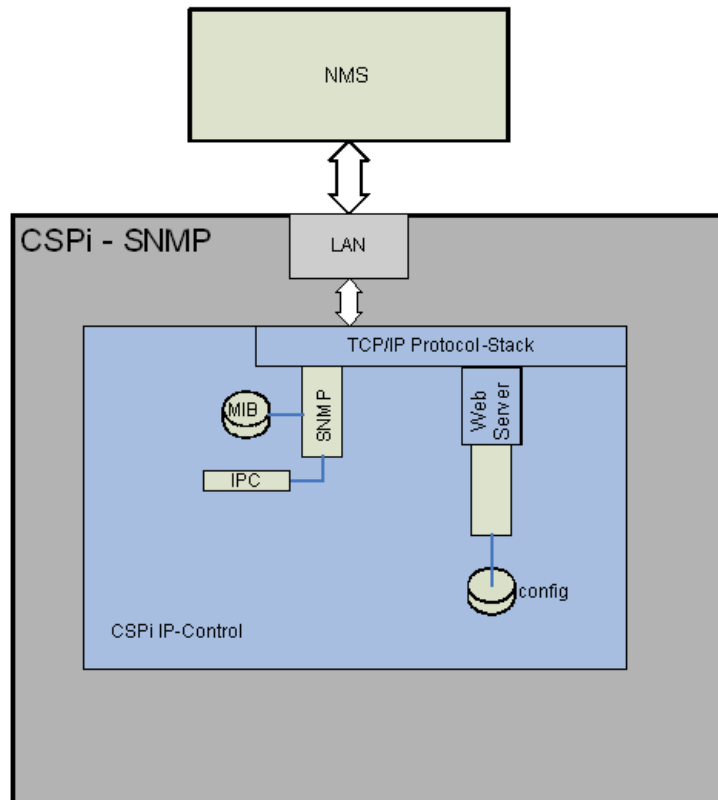 NMS
CSPi - SNMP
LAN
TCP/IP Protocol-Stack
MIB
SNMP
IPC
Web
Server
config
CSPi IP-Control